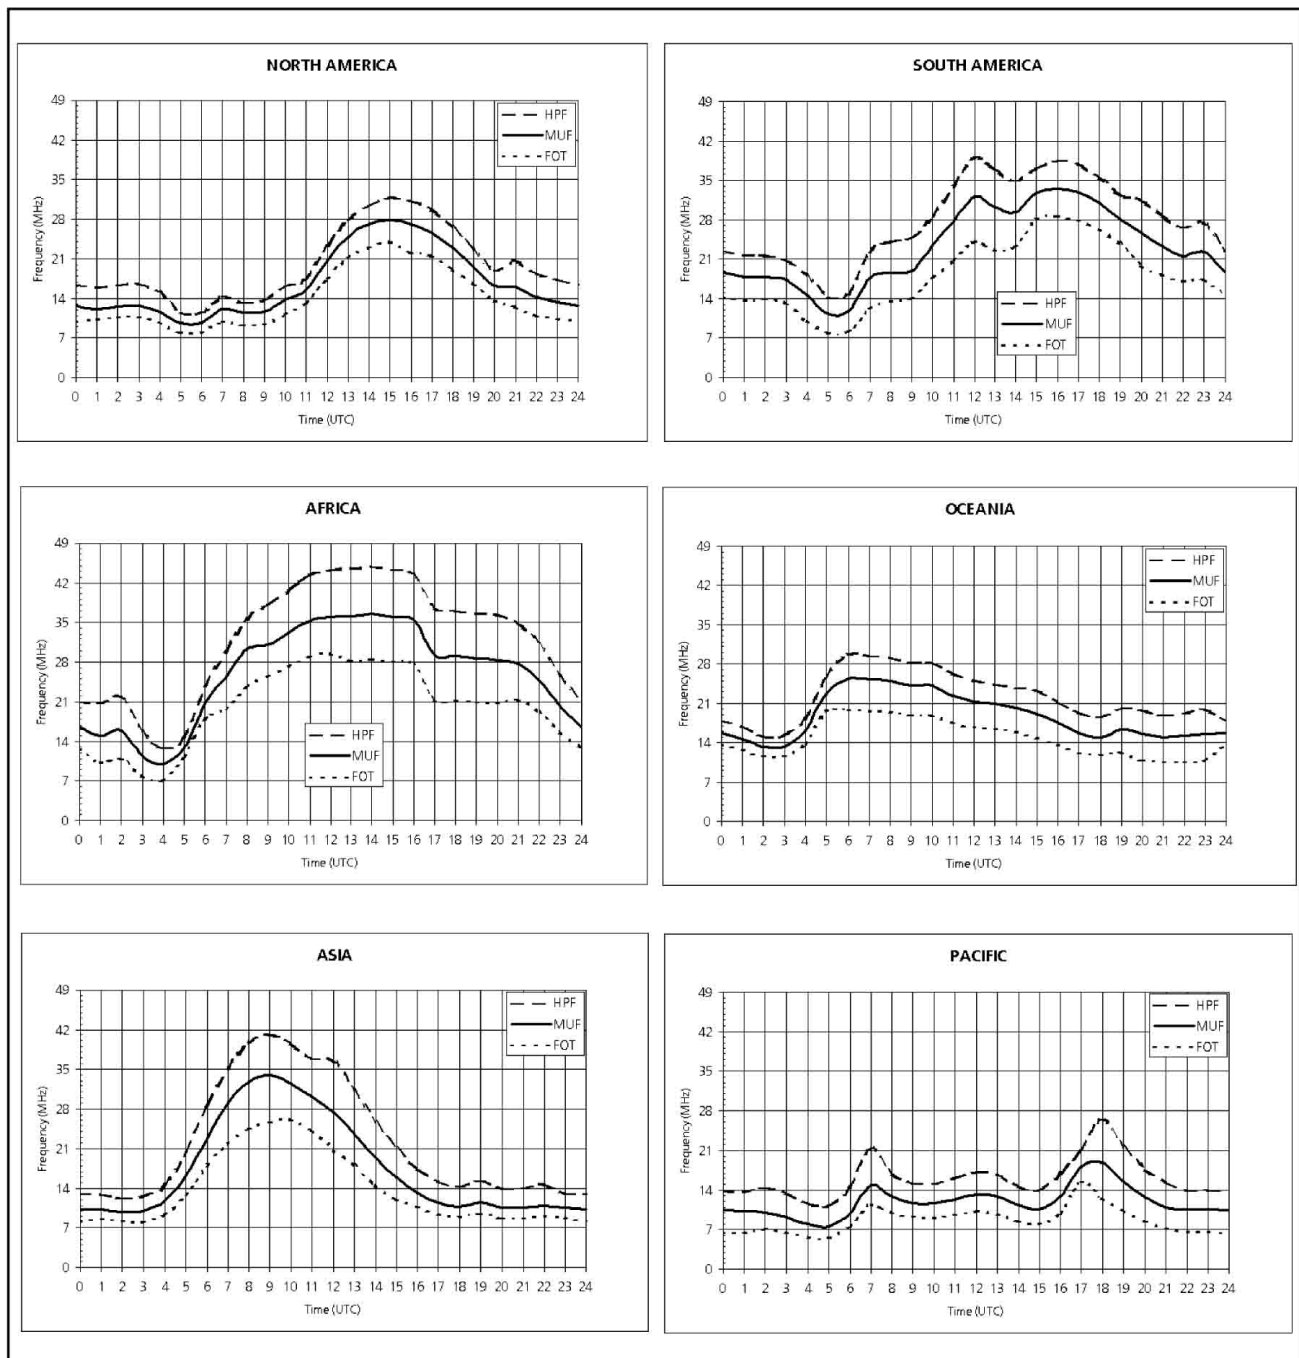 NORTH AMERICA
Frequency (MHz)
49
42
35
28
21
14
7
0
HPF
MUF
FOT
0 1 2 3 4 5 6 7 8 9 10 11 12 13 14 15 16 17 18 19 20 21 22 23 24
Time (UTC)
SOUTH AMERICA
Frequency (MHz)
49
42
35
28
21
14
7
0
HPF
MUF
FOT
0 1 2 3 4 5 6 7 8 9 10 11 12 13 14 15 16 17 18 19 20 21 22 23 24
Time (UTC)
AFRICA
Frequency (MHz)
49
42
35
28
21
14
7
0
HPF
MUF
FOT
0 1 2 3 4 5 6 7 8 9 10 11 12 13 14 15 16 17 18 19 20 21 22 23 24
Time (UTC)
OCEANIA
Frequency (MHz)
49
42
35
28
21
14
7
0
HPF
MUF
FOT
0 1 2 3 4 5 6 7 8 9 10 11 12 13 14 15 16 17 18 19 20 21 22 23 24
Time (UTC)
ASIA
Frequency (MHz)
49
42
35
28
21
14
7
0
HPF
MUF
FOT
0 1 2 3 4 5 6 7 8 9 10 11 12 13 14 15 16 17 18 19 20 21 22 23 24
Time (UTC)
PACIFIC
Frequency (MHz)
49
42
35
28
21
14
7
0
HPF
MUF
FOT
0 1 2 3 4 5 6 7 8 9 10 11 12 13 14 15 16 17 18 19 20 21 22 23 24
Time (UTC)